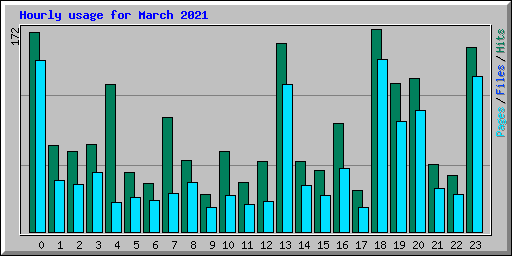 Hourly usage for March 2021
172
Pages/Files/Hits
0 1 2 3 4 5 6 7 8 9 10 11 12 13 14 15 16 17 18 19 20 21 22 23